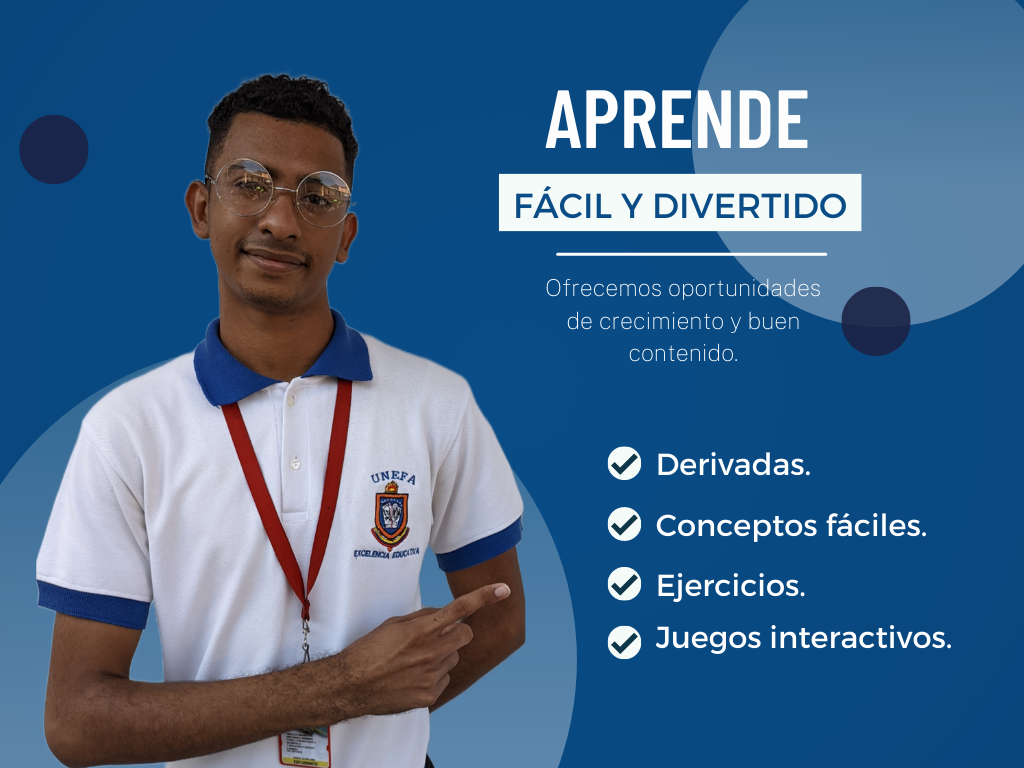 APRENDE
FÁCIL Y DIVERTIDO
Ofrecemos oportunidades
de crecimiento y buen
contenido.
UNEFA
EXCELENCIA EDUCATIVA
Derivadas.
Conceptos fáciles.
Ejercicios.
Juegos interactivos.